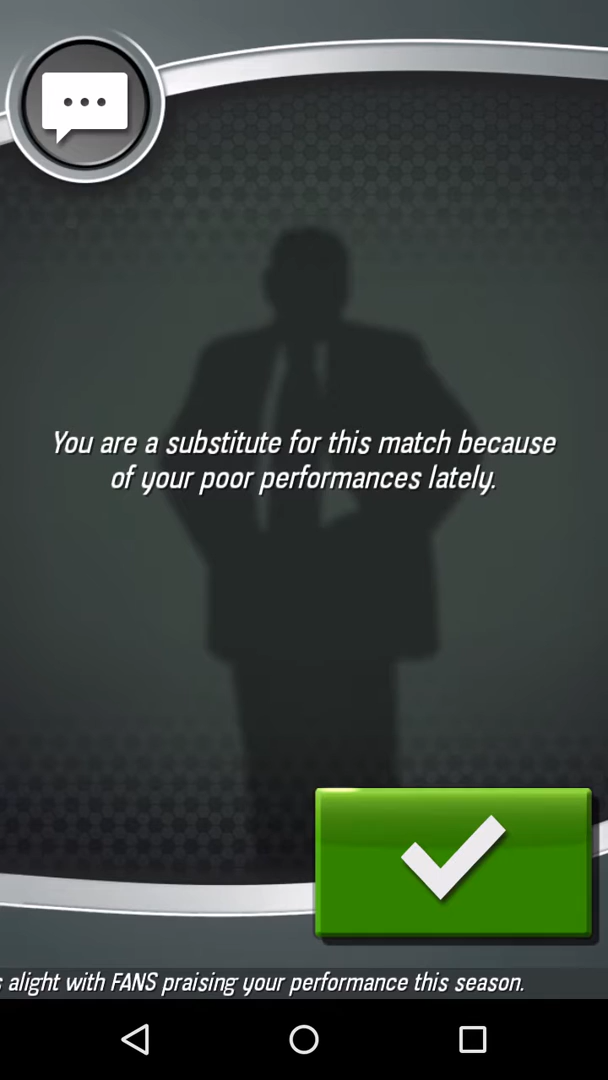 You are a substitute for this match because
of your poor performances lately.
alight with FANS praising your performance this season.